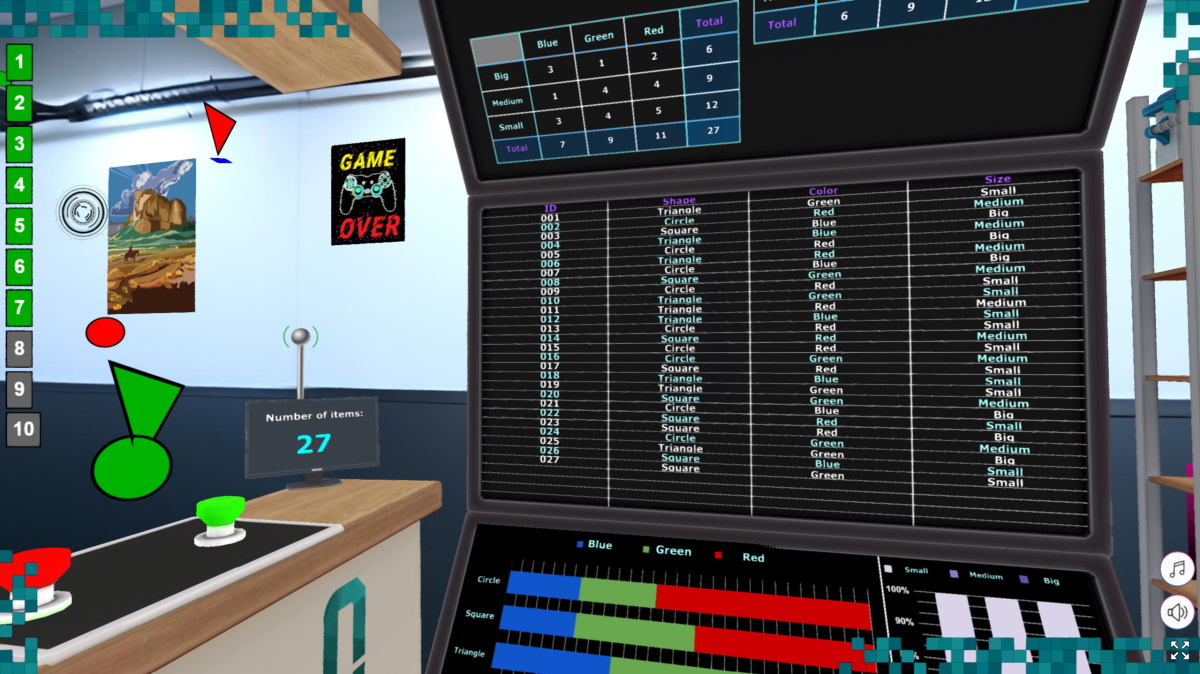 1
2
3
4
5
6
7
8
9
10
GAME
OVER
Number of items:
27
Blue Green Red Total
Big 3 1 2 6
Medium 1 4 4 9
Small 3 4 5 12
Total 7 9 11 27
Total 6 9
ID Shape Color Size
001 Triangle Green Small
002 Circle Red Medium
003 Square Blue Big
004 Triangle Blue Medium
005 Circle Red Big
006 Triangle Red Medium
007 Circle Blue Big
008 Square Green Medium
009 Circle Red Small
010 Triangle Green Small
011 Triangle Red Medium
012 Triangle Blue Small
013 Circle Red Small
014 Square Red Medium
015 Circle Red Small
016 Circle Green Medium
017 Square Red Small
018 Triangle Blue Small
019 Triangle Green Small
020 Square Green Medium
021 Circle Blue Big
022 Square Red Small
023 Square Red Big
024 Circle Green Medium
025 Triangle Green Big
026 Square Blue Small
027 Square Green Small
Blue Green Red
Circle
Square
Triangle
Small Medium Big
100%
90%